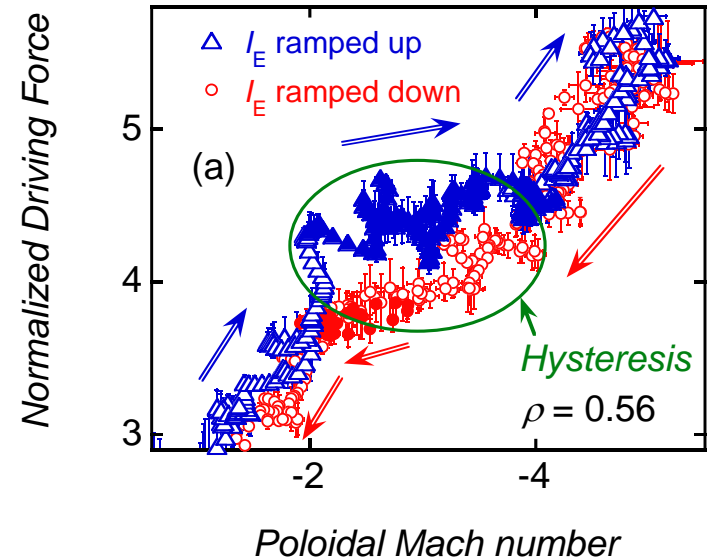 Normalized Driving Force
I_E ramped up
I_E ramped down
(a)
5
4
3
Hysteresis
ρ = 0.56
-2
-4
Poloidal Mach number